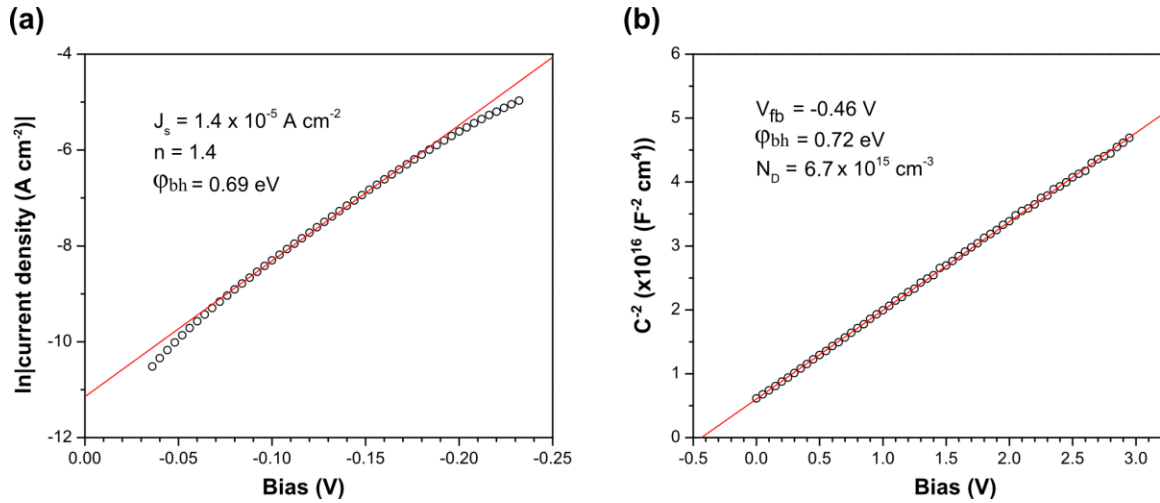 (a)
-4
-6
-8
-10
-12
ln|current density (A cm⁻²)|
J_s = 1.4 x 10⁻⁵ A cm⁻²
n = 1.4
φ_bh = 0.69 eV
0.00 -0.05 -0.10 -0.15 -0.20 -0.25
Bias (V)
(b)
6
5
4
3
2
1
0
C⁻² (x10¹⁶ (F⁻² cm⁴)
V_fb = -0.46 V
φ_bh = 0.72 eV
N_D = 6.7 x 10¹⁵ cm⁻³
-0.5 0.0 0.5 1.0 1.5 2.0 2.5 3.0
Bias (V)